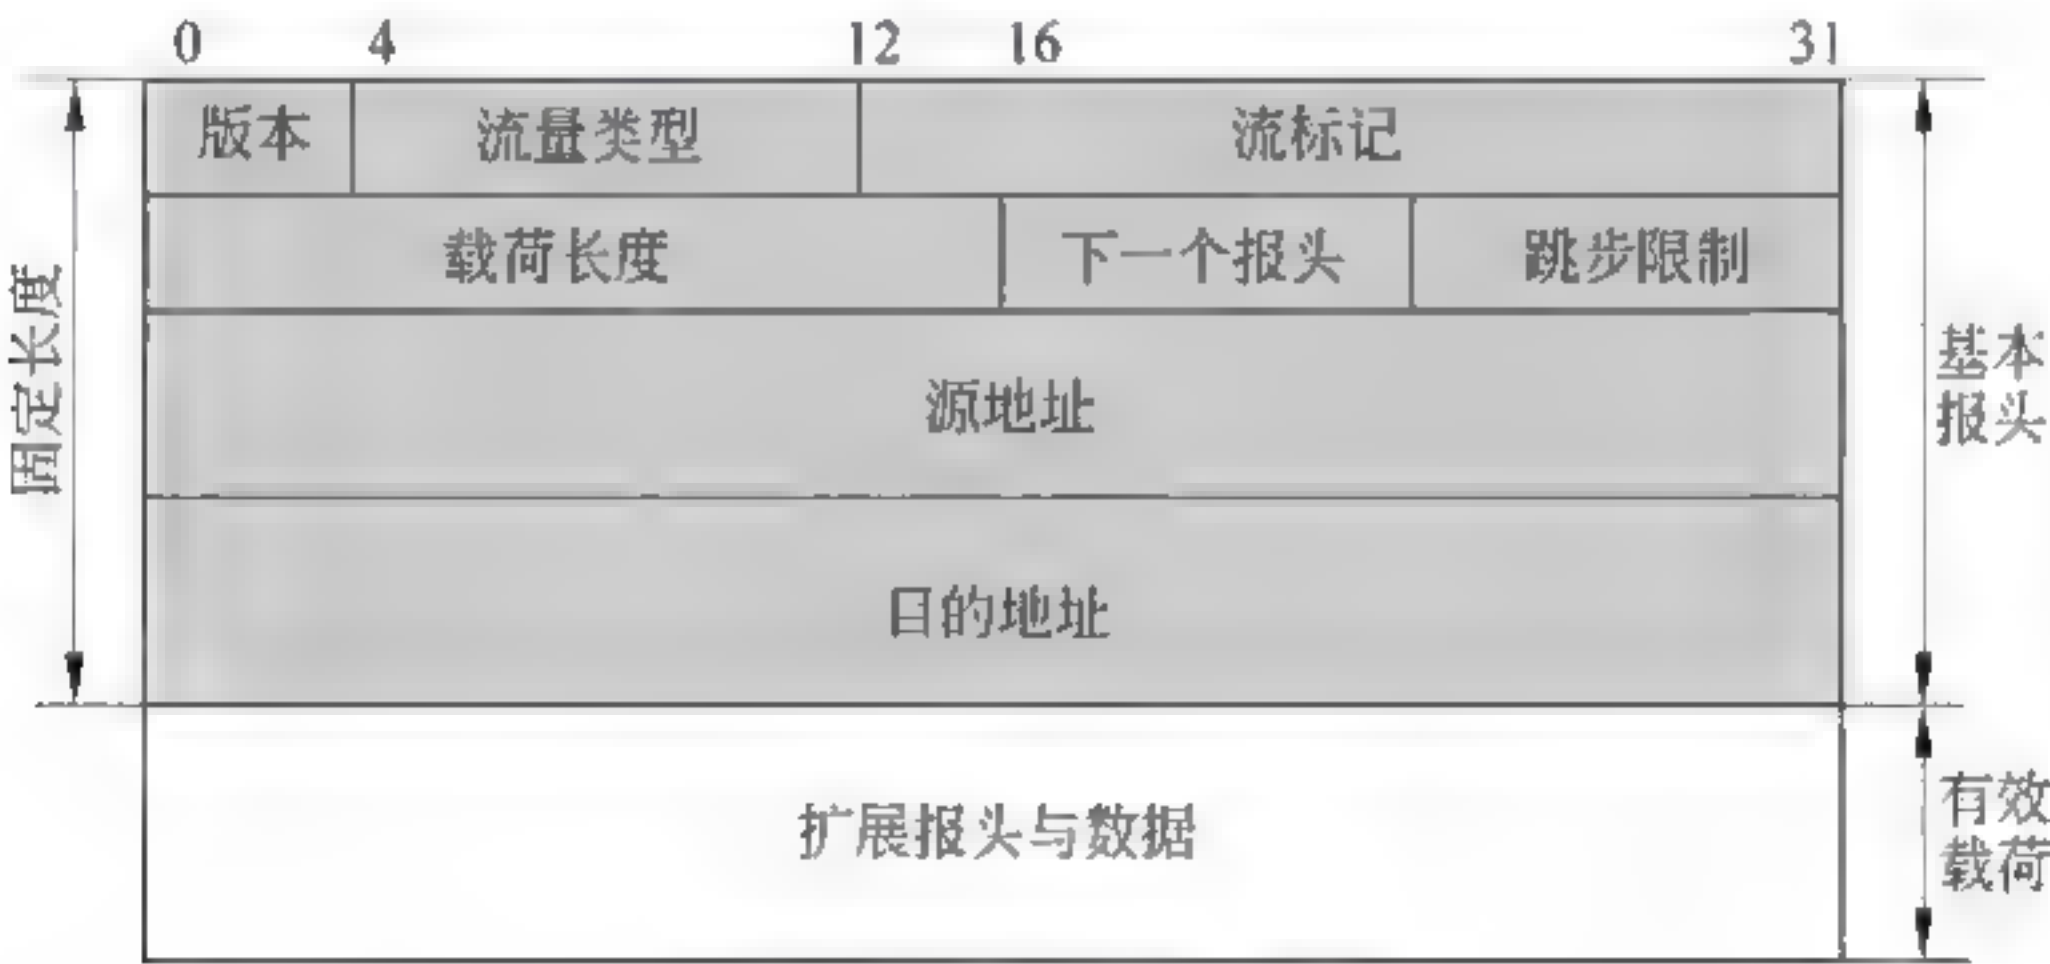 0 4 12 16 31
版本 流量类型 流标记
载荷长度 下一个报头 跳步限制
固定长度
源地址
基本
报头
目的地址
扩展报头与数据
有效
载荷